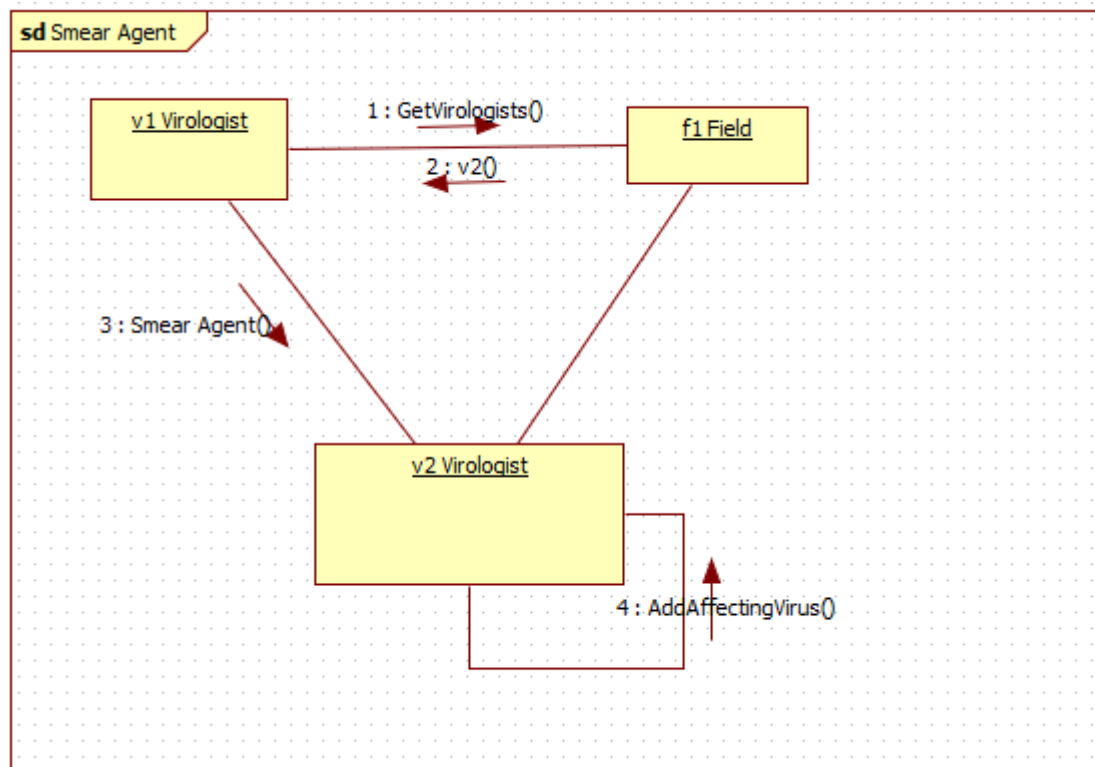 sd Smear Agent
v1 Virologist
1 : GetVirologists()
f1 Field
2 : v2()
3 : Smear Agent()
v2 Virologist
4 : AddAffectingVirus()